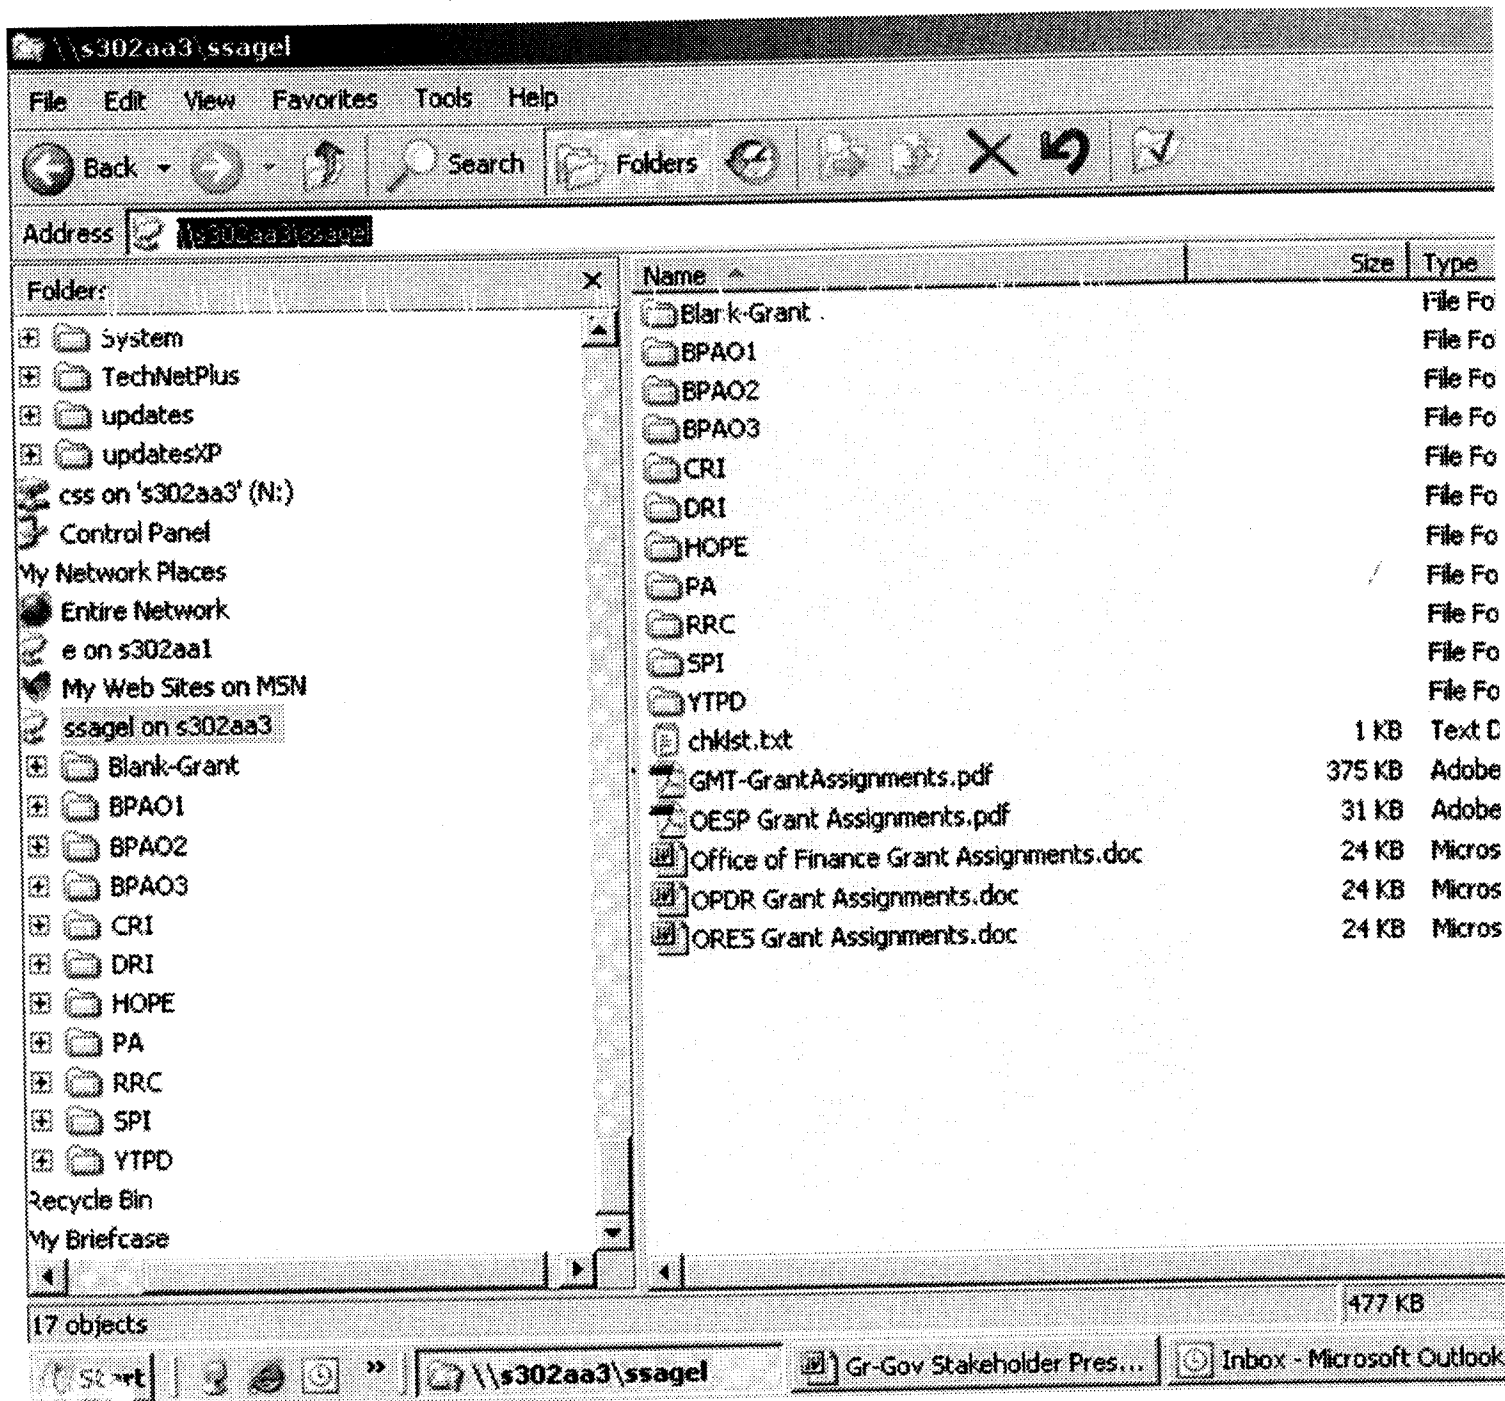 \\s302aa3\ssagel
File Edit View Favorites Tools Help
Back Search Folders
Address \\s302aa3\ssagel
Folders
System
TechNetPlus
updates
updatesXP
css on 's302aa3' (N:)
Control Panel
My Network Places
Entire Network
e on s302aa1
My Web Sites on MSN
ssagel on s302aa3
Blank-Grant
BPAO1
BPAO2
BPAO3
CRI
DRI
HOPE
PA
RRC
SPI
YTPD
Recycle Bin
My Briefcase
Name Size Type
Blank-Grant File Fo
BPAO1 File Fo
BPAO2 File Fo
BPAO3 File Fo
CRI File Fo
DRI File Fo
HOPE File Fo
PA File Fo
RRC File Fo
SPI File Fo
YTPD File Fo
chklst.txt 1 KB Text D
GMT-GrantAssignments.pdf 375 KB Adobe
OESP Grant Assignments.pdf 31 KB Adobe
Office of Finance Grant Assignments.doc 24 KB Micros
OPDR Grant Assignments.doc 24 KB Micros
ORES Grant Assignments.doc 24 KB Micros
17 objects 477 KB
Start » \\s302aa3\ssagel Gr-Gov Stakeholder Pres... Inbox - Microsoft Outlook